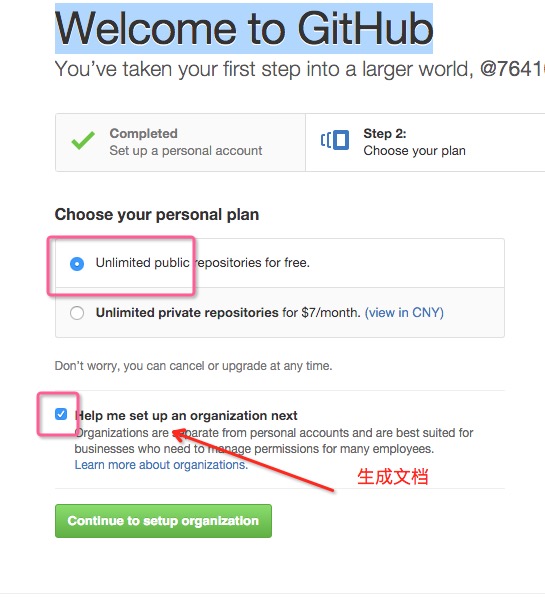 Welcome to GitHub
You've taken your first step into a larger world, @7641
Completed
Set up a personal account
Step 2:
Choose your plan
Choose your personal plan
Unlimited public repositories for free.
Unlimited private repositories for $7/month. (view in CNY)
Don't worry, you can cancel or upgrade at any time.
Help me set up an organization next
Organizations are separate from personal accounts and are best suited for
businesses who need to manage permissions for many employees.
Learn more about organizations.
生成文档
Continue to setup organization